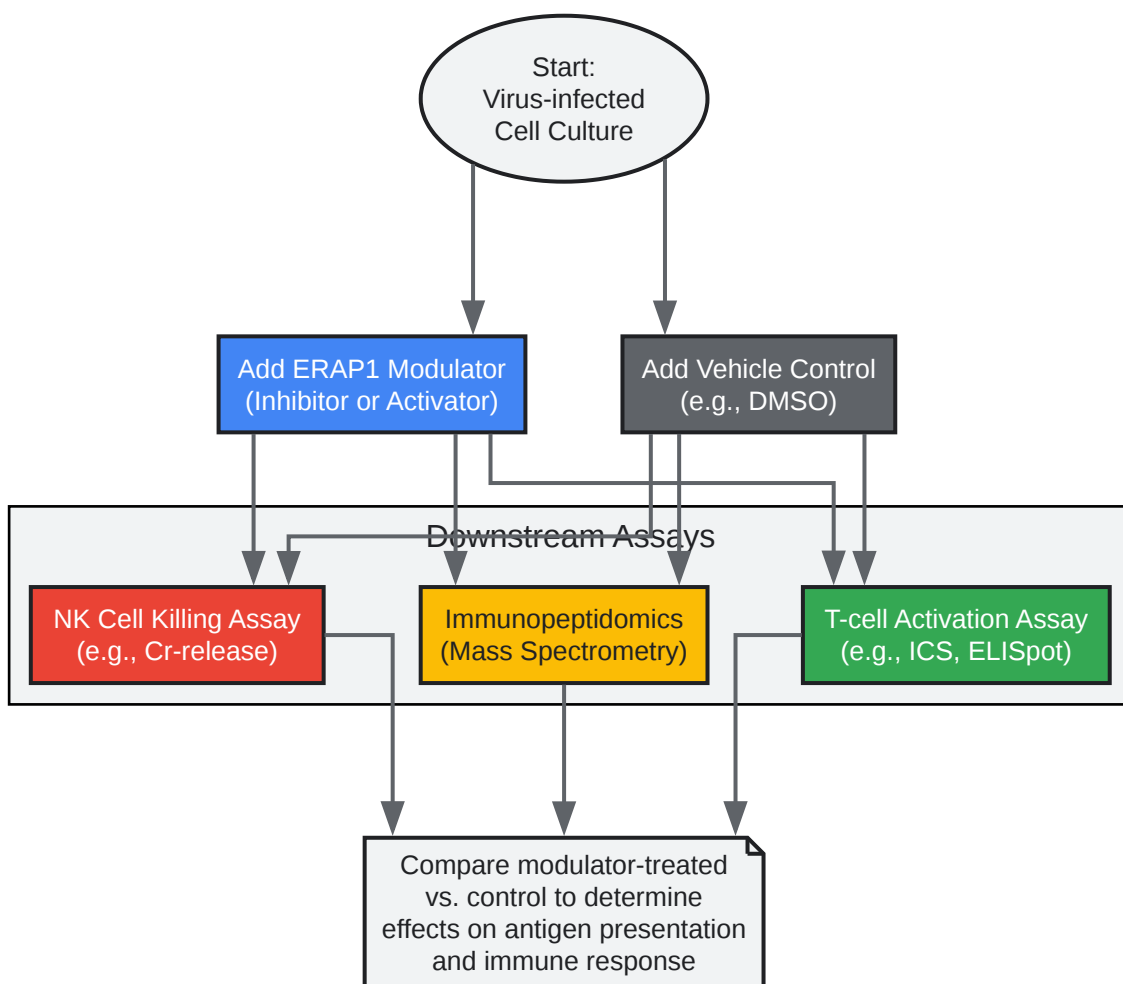 Start:
Virus-infected
Cell Culture
Add ERAP1 Modulator
(Inhibitor or Activator)
Add Vehicle Control
(e.g., DMSO)
Downstream Assays
NK Cell Killing Assay
(e.g., Cr-release)
Immunopeptidomics
(Mass Spectrometry)
T-cell Activation Assay
(e.g., ICS, ELISpot)
Compare modulator-treated
vs. control to determine
effects on antigen presentation
and immune response